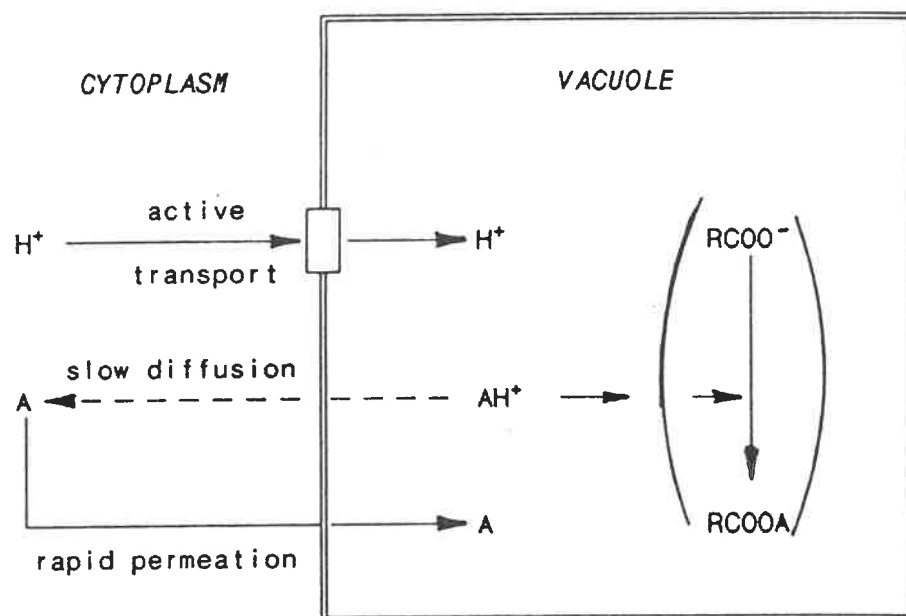 CYTOPLASM
VACUOLE
active
H⁺
H⁺
RCOO⁻
transport
slow diffusion
A
AH⁺
A
RCOOA
rapid permeation